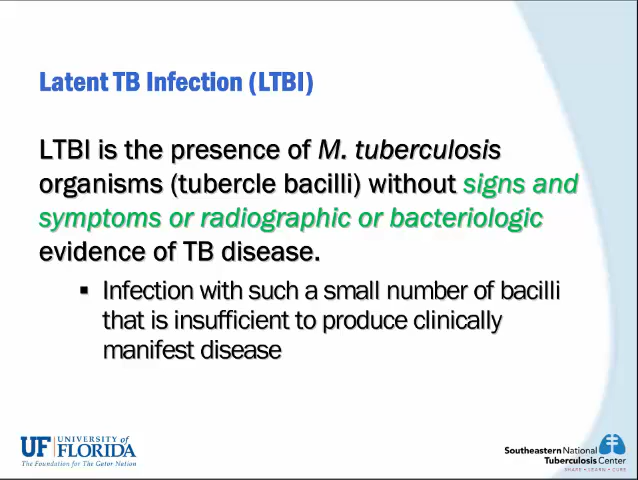 Latent TB Infection (LTBI)
LTBI is the presence of M. tuberculosis
organisms (tubercle bacilli) without signs and
symptoms or radiographic or bacteriologic
evidence of TB disease.
▪ Infection with such a small number of bacilli
that is insufficient to produce clinically
manifest disease
UF UNIVERSITY of
FLORIDA
The Foundation for The Gator Nation
Southeastern National
Tuberculosis Center
SHARE • LEARN • CURE